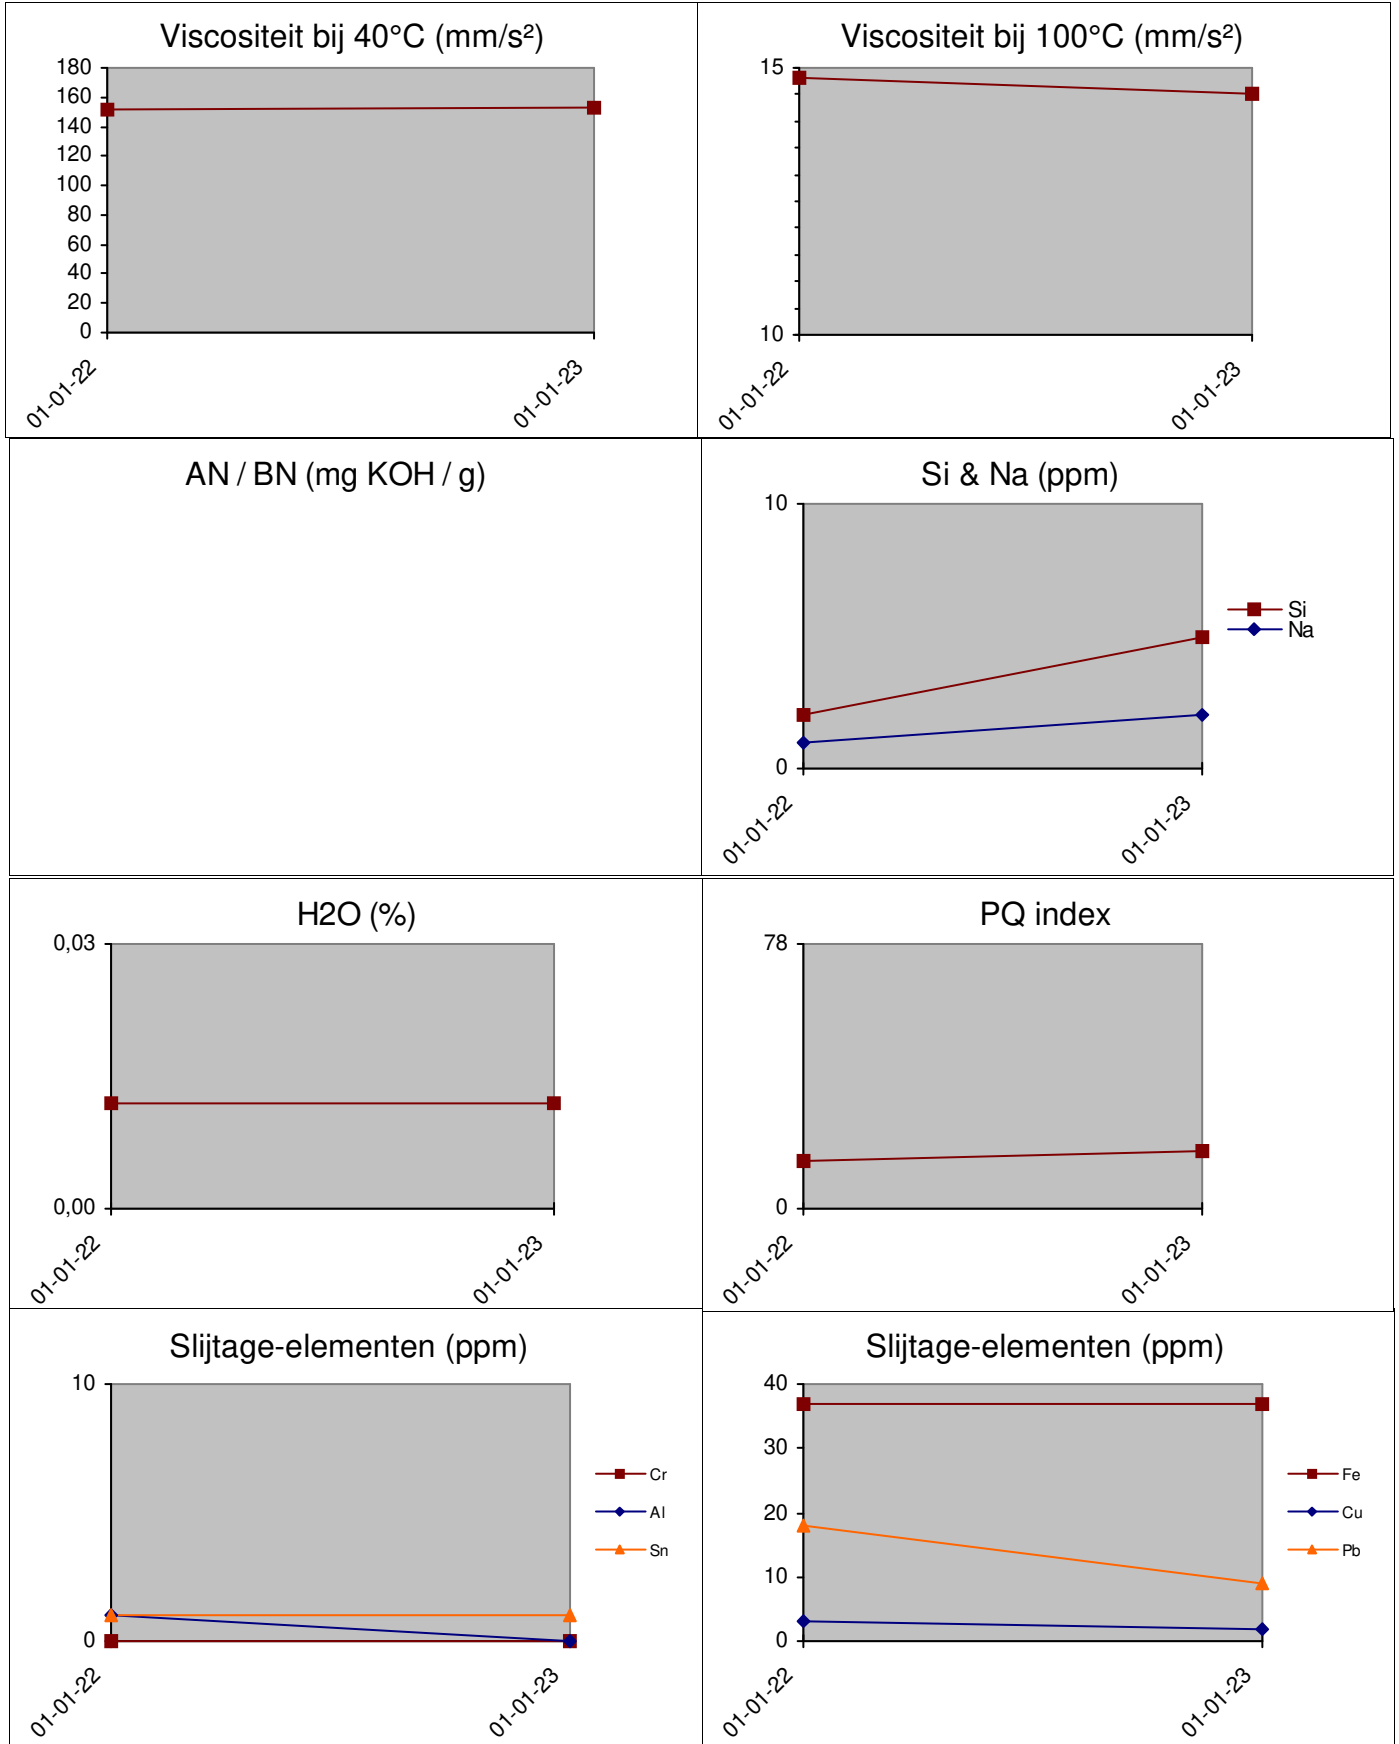 Viscositeit bij 40°C (mm/s²)
180
160
140
120
100
80
60
40
20
0
01-01-22
01-01-23
Viscositeit bij 100°C (mm/s²)
15
10
01-01-22
01-01-23
AN / BN (mg KOH / g)
Si & Na (ppm)
10
0
01-01-22
01-01-23
Si
Na
H2O (%)
0,03
0,00
01-01-22
01-01-23
PQ index
78
0
01-01-22
01-01-23
Slijtage-elementen (ppm)
10
0
01-01-22
01-01-23
Cr
Al
Sn
Slijtage-elementen (ppm)
40
30
20
10
0
01-01-22
01-01-23
Fe
Cu
Pb